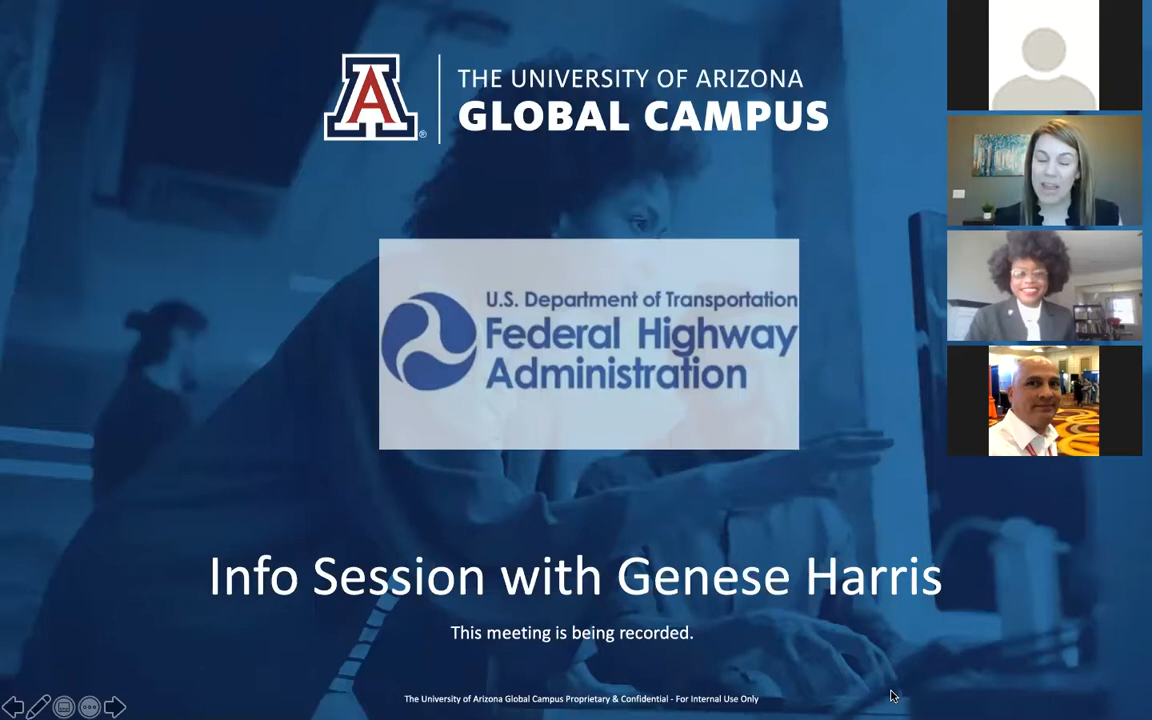 THE UNIVERSITY OF ARIZONA
GLOBAL CAMPUS
A
®
U.S. Department of Transportation
Federal Highway
Administration
Info Session with Genese Harris
This meeting is being recorded.
The University of Arizona Global Campus Proprietary & Confidential - For Internal Use Only